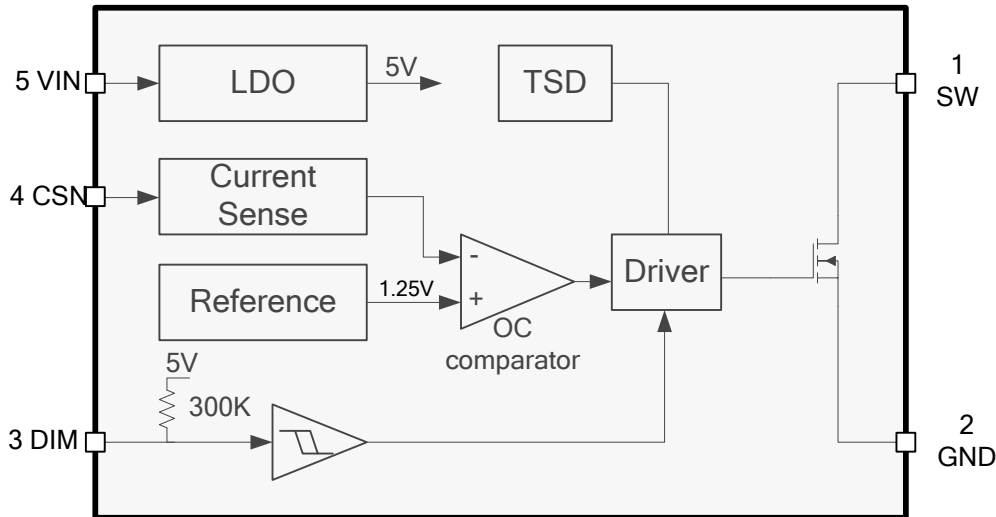 5 VIN
LDO
5V
TSD
1
SW
4 CSN
Current
Sense
Reference
1.25V
-
+
OC
comparator
Driver
5V
300K
3 DIM
2
GND